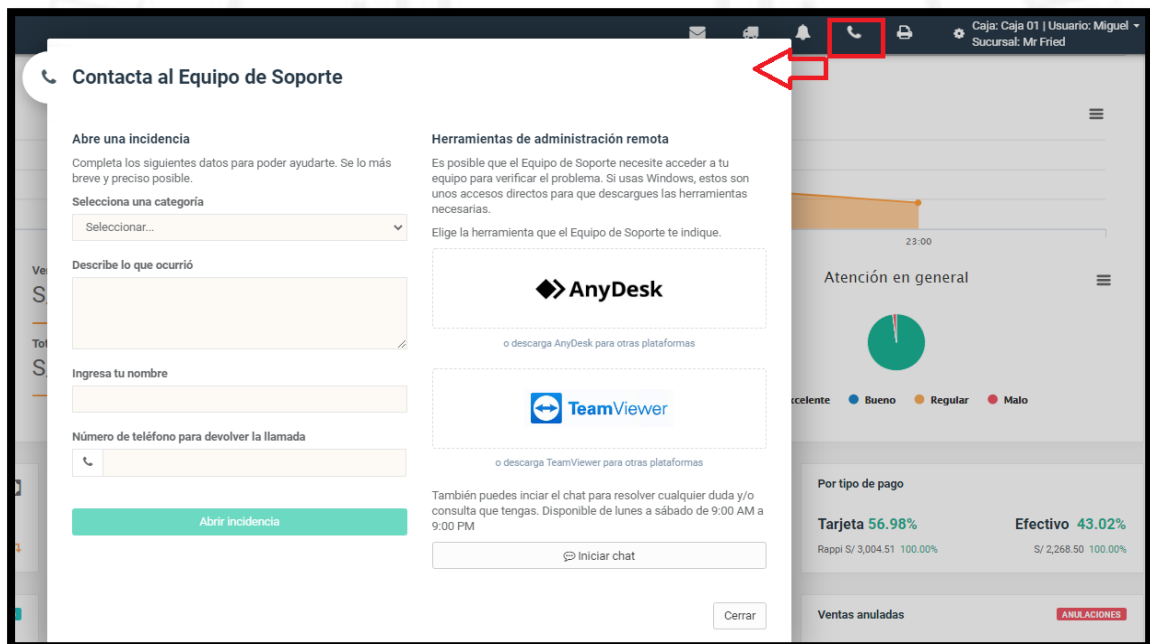 Caja: Caja 01 | Usuario: Miguel
Sucursal: Mr Fried
Contacta al Equipo de Soporte
Abre una incidencia
Completa los siguientes datos para poder ayudarte. Se lo más
breve y preciso posible.
Selecciona una categoría
Seleccionar...
Describe lo que ocurrió
Ingresa tu nombre
Número de teléfono para devolver la llamada
Abrir incidencia
Herramientas de administración remota
Es posible que el Equipo de Soporte necesite acceder a tu
equipo para verificar el problema. Si usas Windows, estos son
unos accesos directos para que descargues las herramientas
necesarias.
Elige la herramienta que el Equipo de Soporte te indique.
AnyDesk
o descarga AnyDesk para otras plataformas
TeamViewer
o descarga TeamViewer para otras plataformas
También puedes inciar el chat para resolver cualquier duda y/o
consulta que tengas. Disponible de lunes a sábado de 9:00 AM a
9:00 PM
Iniciar chat
Cerrar
23:00
Ve
S/
Tot
S
Atención en general
xcelente Bueno Regular Malo
Por tipo de pago
Tarjeta 56.98% Efectivo 43.02%
Rappi S/ 3,004.51 100.00% S/ 2,268.50 100.00%
Ventas anuladas ANULACIONES